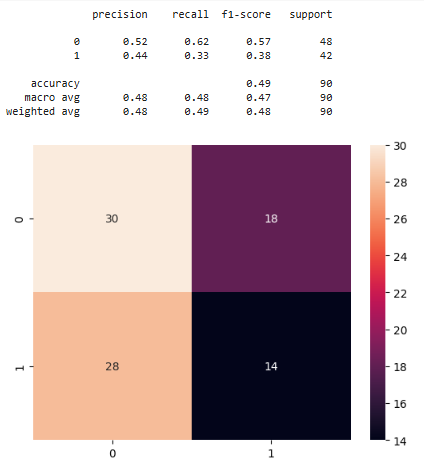 precision recall f1-score support
0 0.52 0.62 0.57 48
1 0.44 0.33 0.38 42
accuracy 0.49 90
macro avg 0.48 0.48 0.47 90
weighted avg 0.48 0.49 0.48 90
30
28
26
24
22
20
18
16
14
0 30 18
1 28 14
0 1